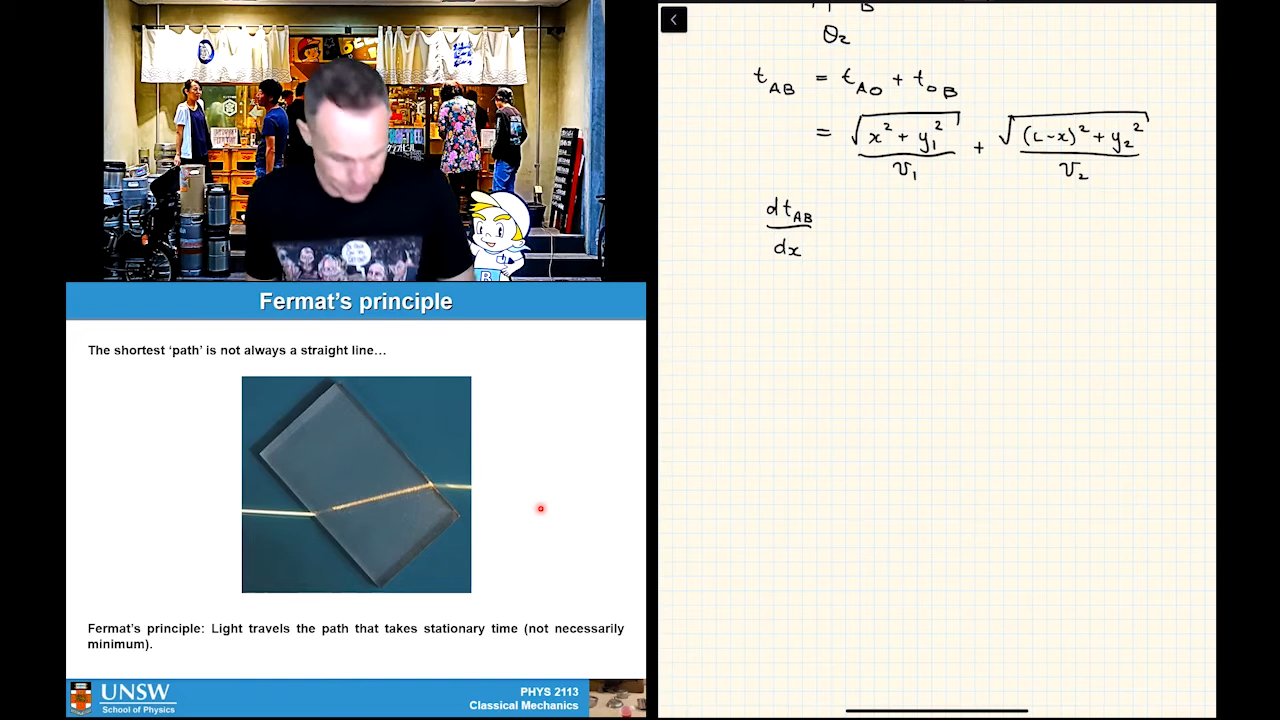 Fermat's principle
The shortest 'path' is not always a straight line…
Fermat's principle: Light travels the path that takes stationary time (not necessarily
minimum).
UNSW
School of Physics
PHYS 2113
Classical Mechanics
B
θ₂
t_AB = t_AO + t_OB
= √(x² + y₁²)/v₁ + √((L-x)² + y₂²)/v₂
dt_AB
dx